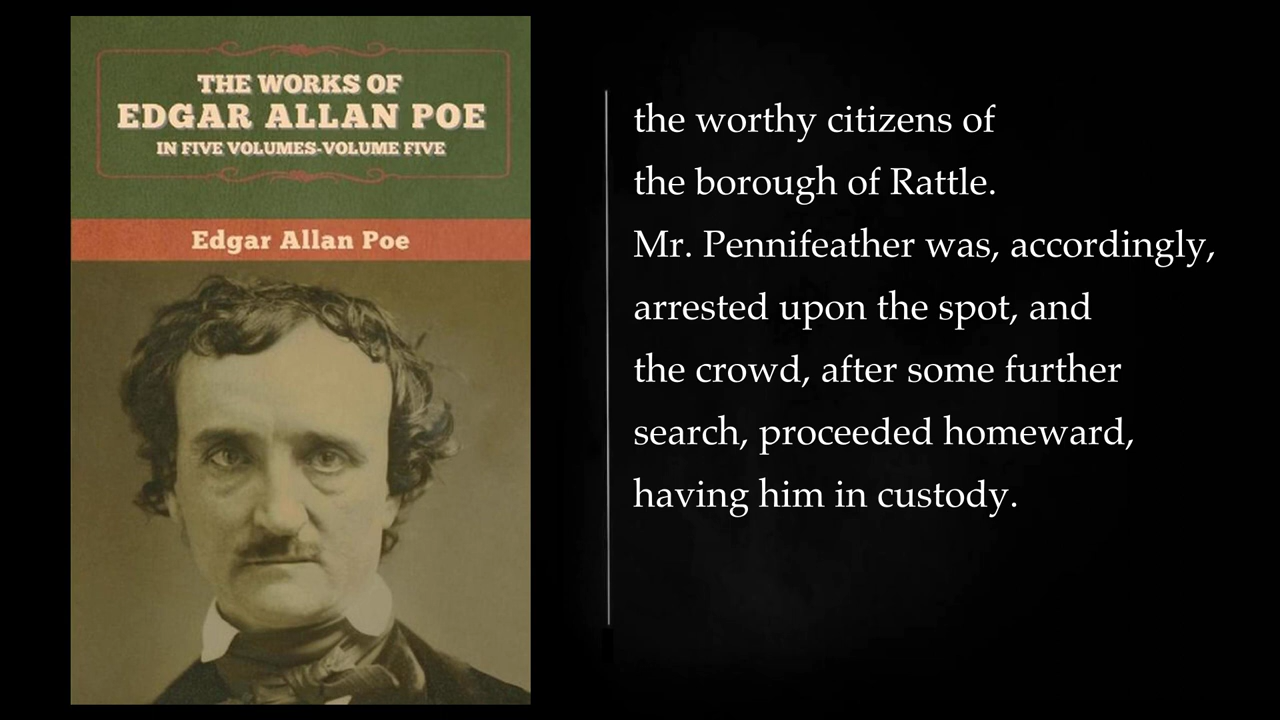 THE WORKS OF
EDGAR ALLAN POE
IN FIVE VOLUMES-VOLUME FIVE
Edgar Allan Poe
the worthy citizens of
the borough of Rattle.
Mr. Pennifeather was, accordingly,
arrested upon the spot, and
the crowd, after some further
search, proceeded homeward,
having him in custody.